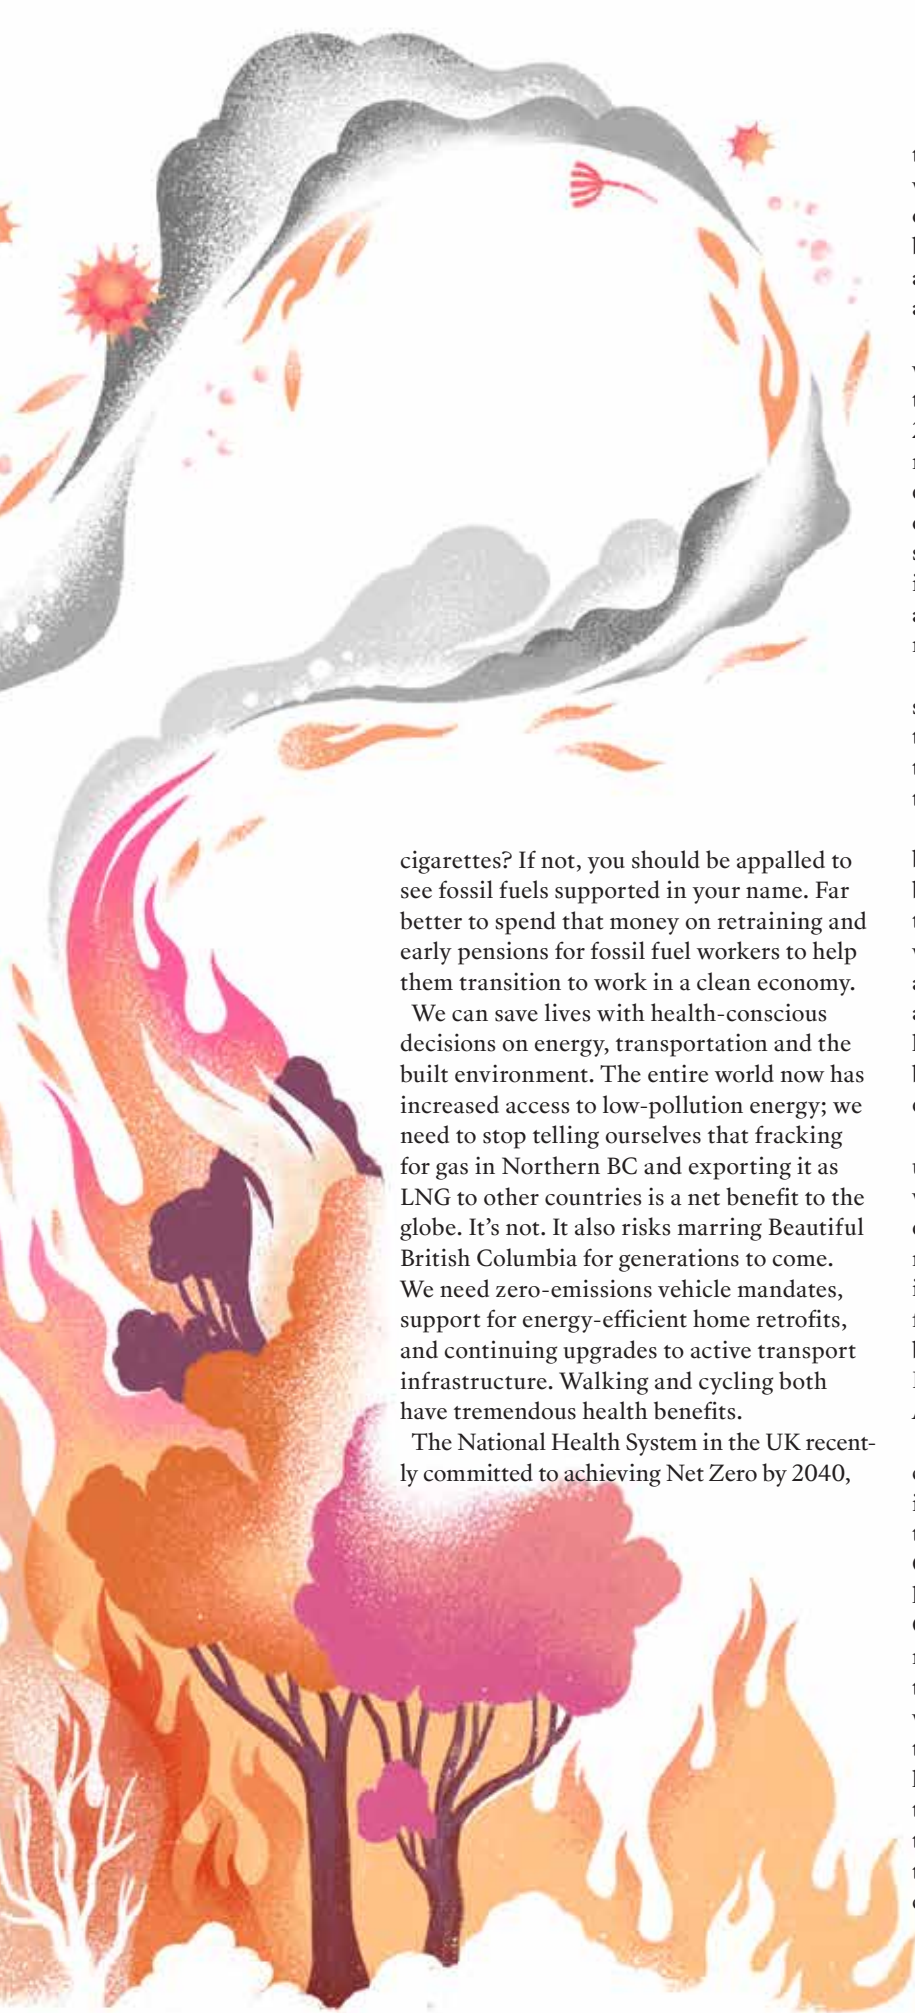 cigarettes? If not, you should be appalled to
see fossil fuels supported in your name. Far
better to spend that money on retraining and
early pensions for fossil fuel workers to help
them transition to work in a clean economy.
We can save lives with health-conscious
decisions on energy, transportation and the
built environment. The entire world now has
increased access to low-pollution energy; we
need to stop telling ourselves that fracking
for gas in Northern BC and exporting it as
LNG to other countries is a net benefit to the
globe. It’s not. It also risks marring Beautiful
British Columbia for generations to come.
We need zero-emissions vehicle mandates,
support for energy-efficient home retrofits,
and continuing upgrades to active transport
infrastructure. Walking and cycling both
have tremendous health benefits.
The National Health System in the UK recent-
ly committed to achieving Net Zero by 2040,